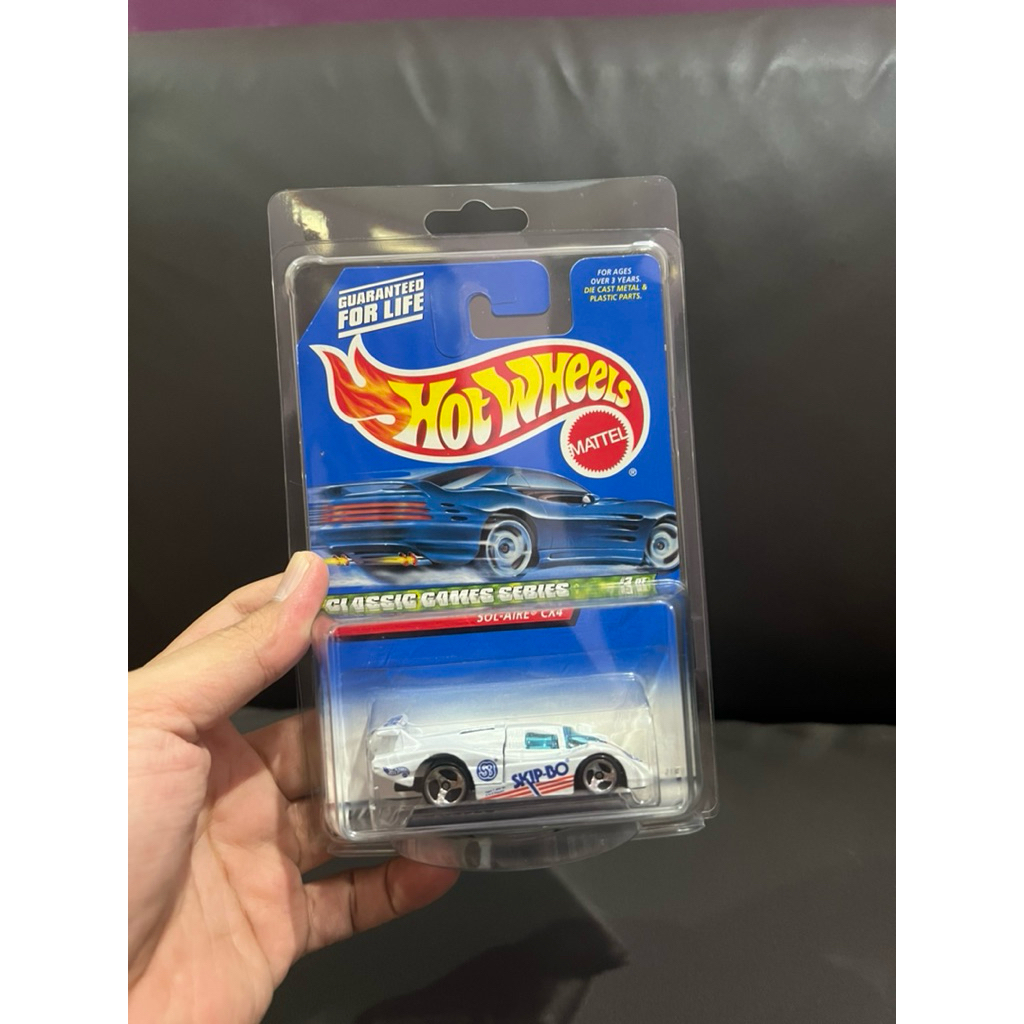 GUARANTEED
FOR LIFE
FOR AGES
OVER 3 YEARS.
DIE CAST METAL &
PLASTIC PARTS.
HOT WHEELS
MATTEL
®
CLASSIC GAMES SERIES
SOL-AIRE® CX4
SB
SKIP-BO®